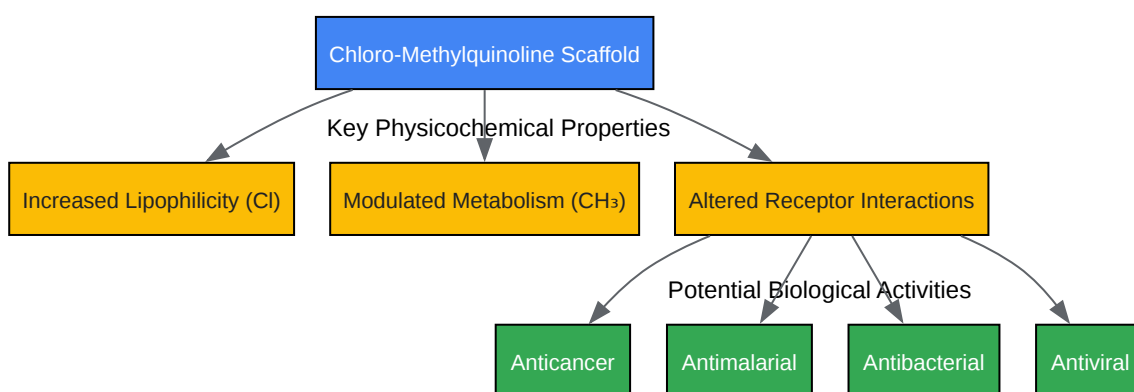 Chloro-Methylquinoline Scaffold
Key Physicochemical Properties
Increased Lipophilicity (Cl)
Modulated Metabolism (CH₃)
Altered Receptor Interactions
Potential Biological Activities
Anticancer
Antimalarial
Antibacterial
Antiviral